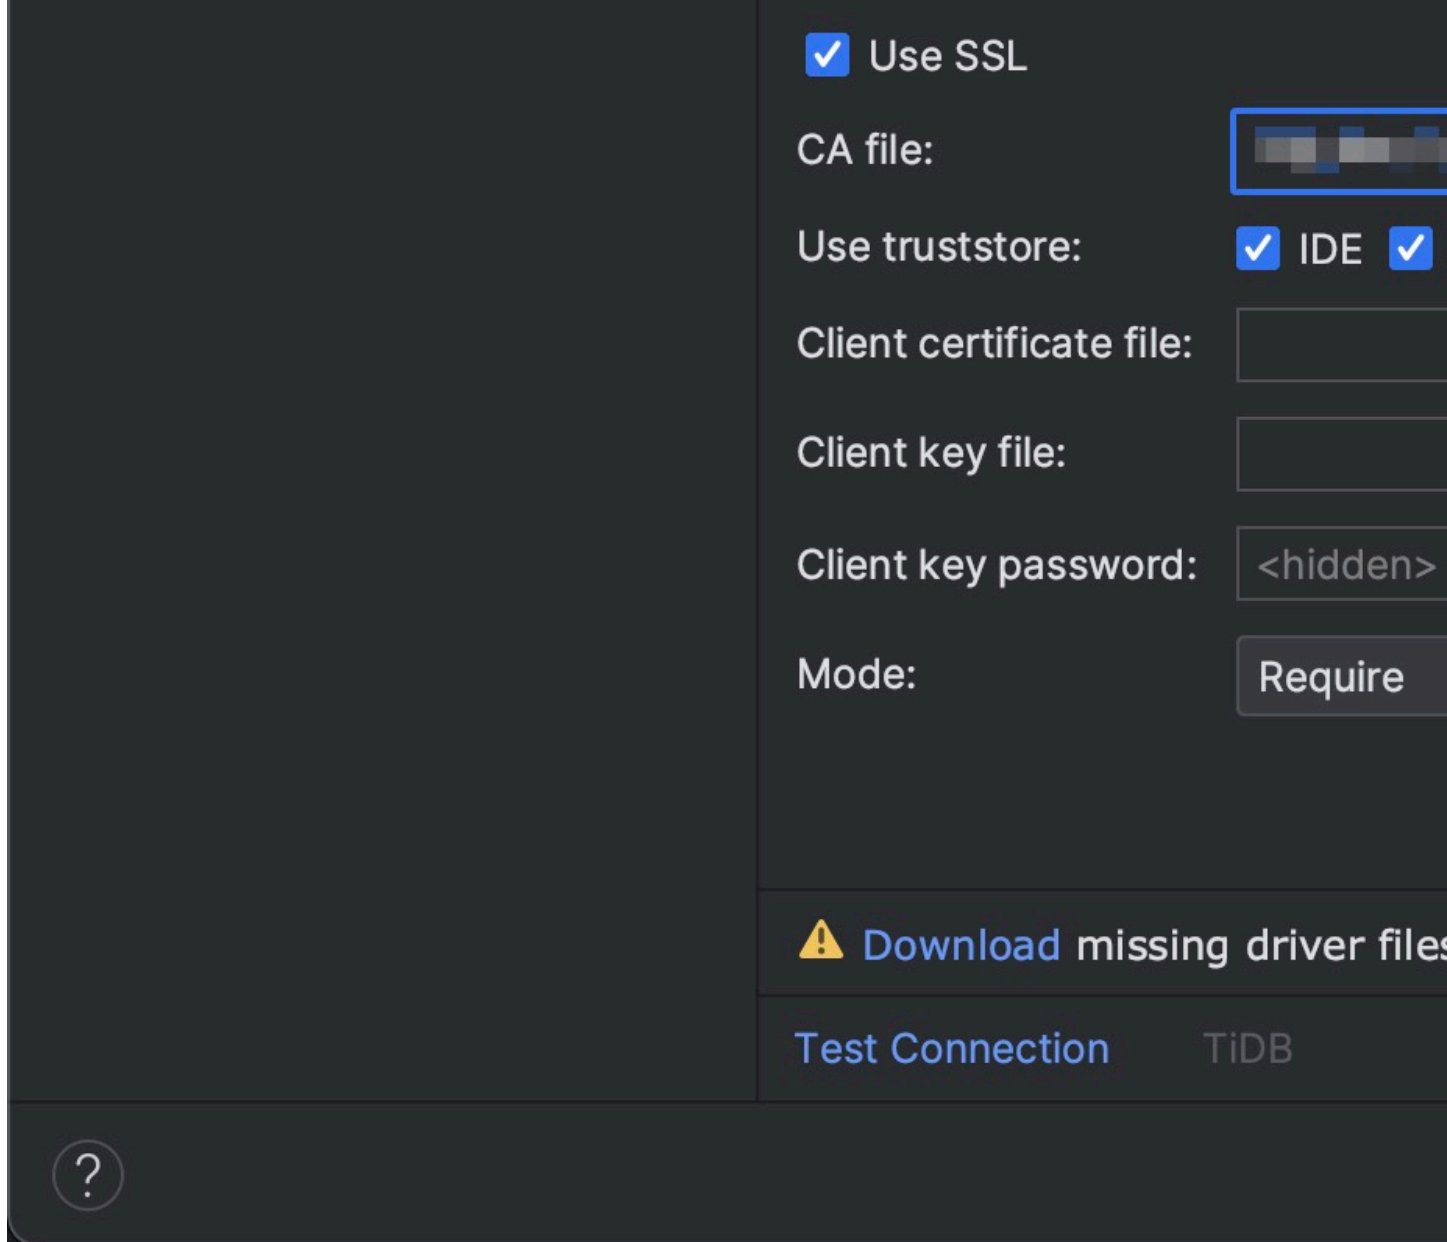 Use SSL
CA file:
Use truststore: IDE
Client certificate file:
Client key file:
Client key password: <hidden>
Mode: Require
Download missing driver files
Test Connection TiDB
?